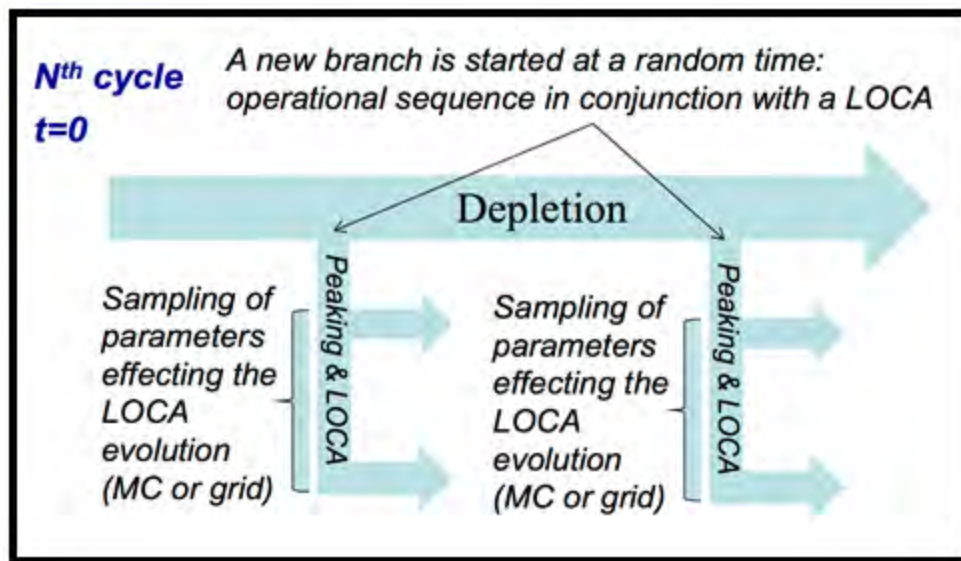 Nth cycle
t=0
A new branch is started at a random time:
operational sequence in conjunction with a LOCA
Depletion
Sampling of
parameters
effecting the
LOCA
evolution
(MC or grid)
Peaking & LOCA
Sampling of
parameters
effecting the
LOCA
evolution
(MC or grid)
Peaking & LOCA